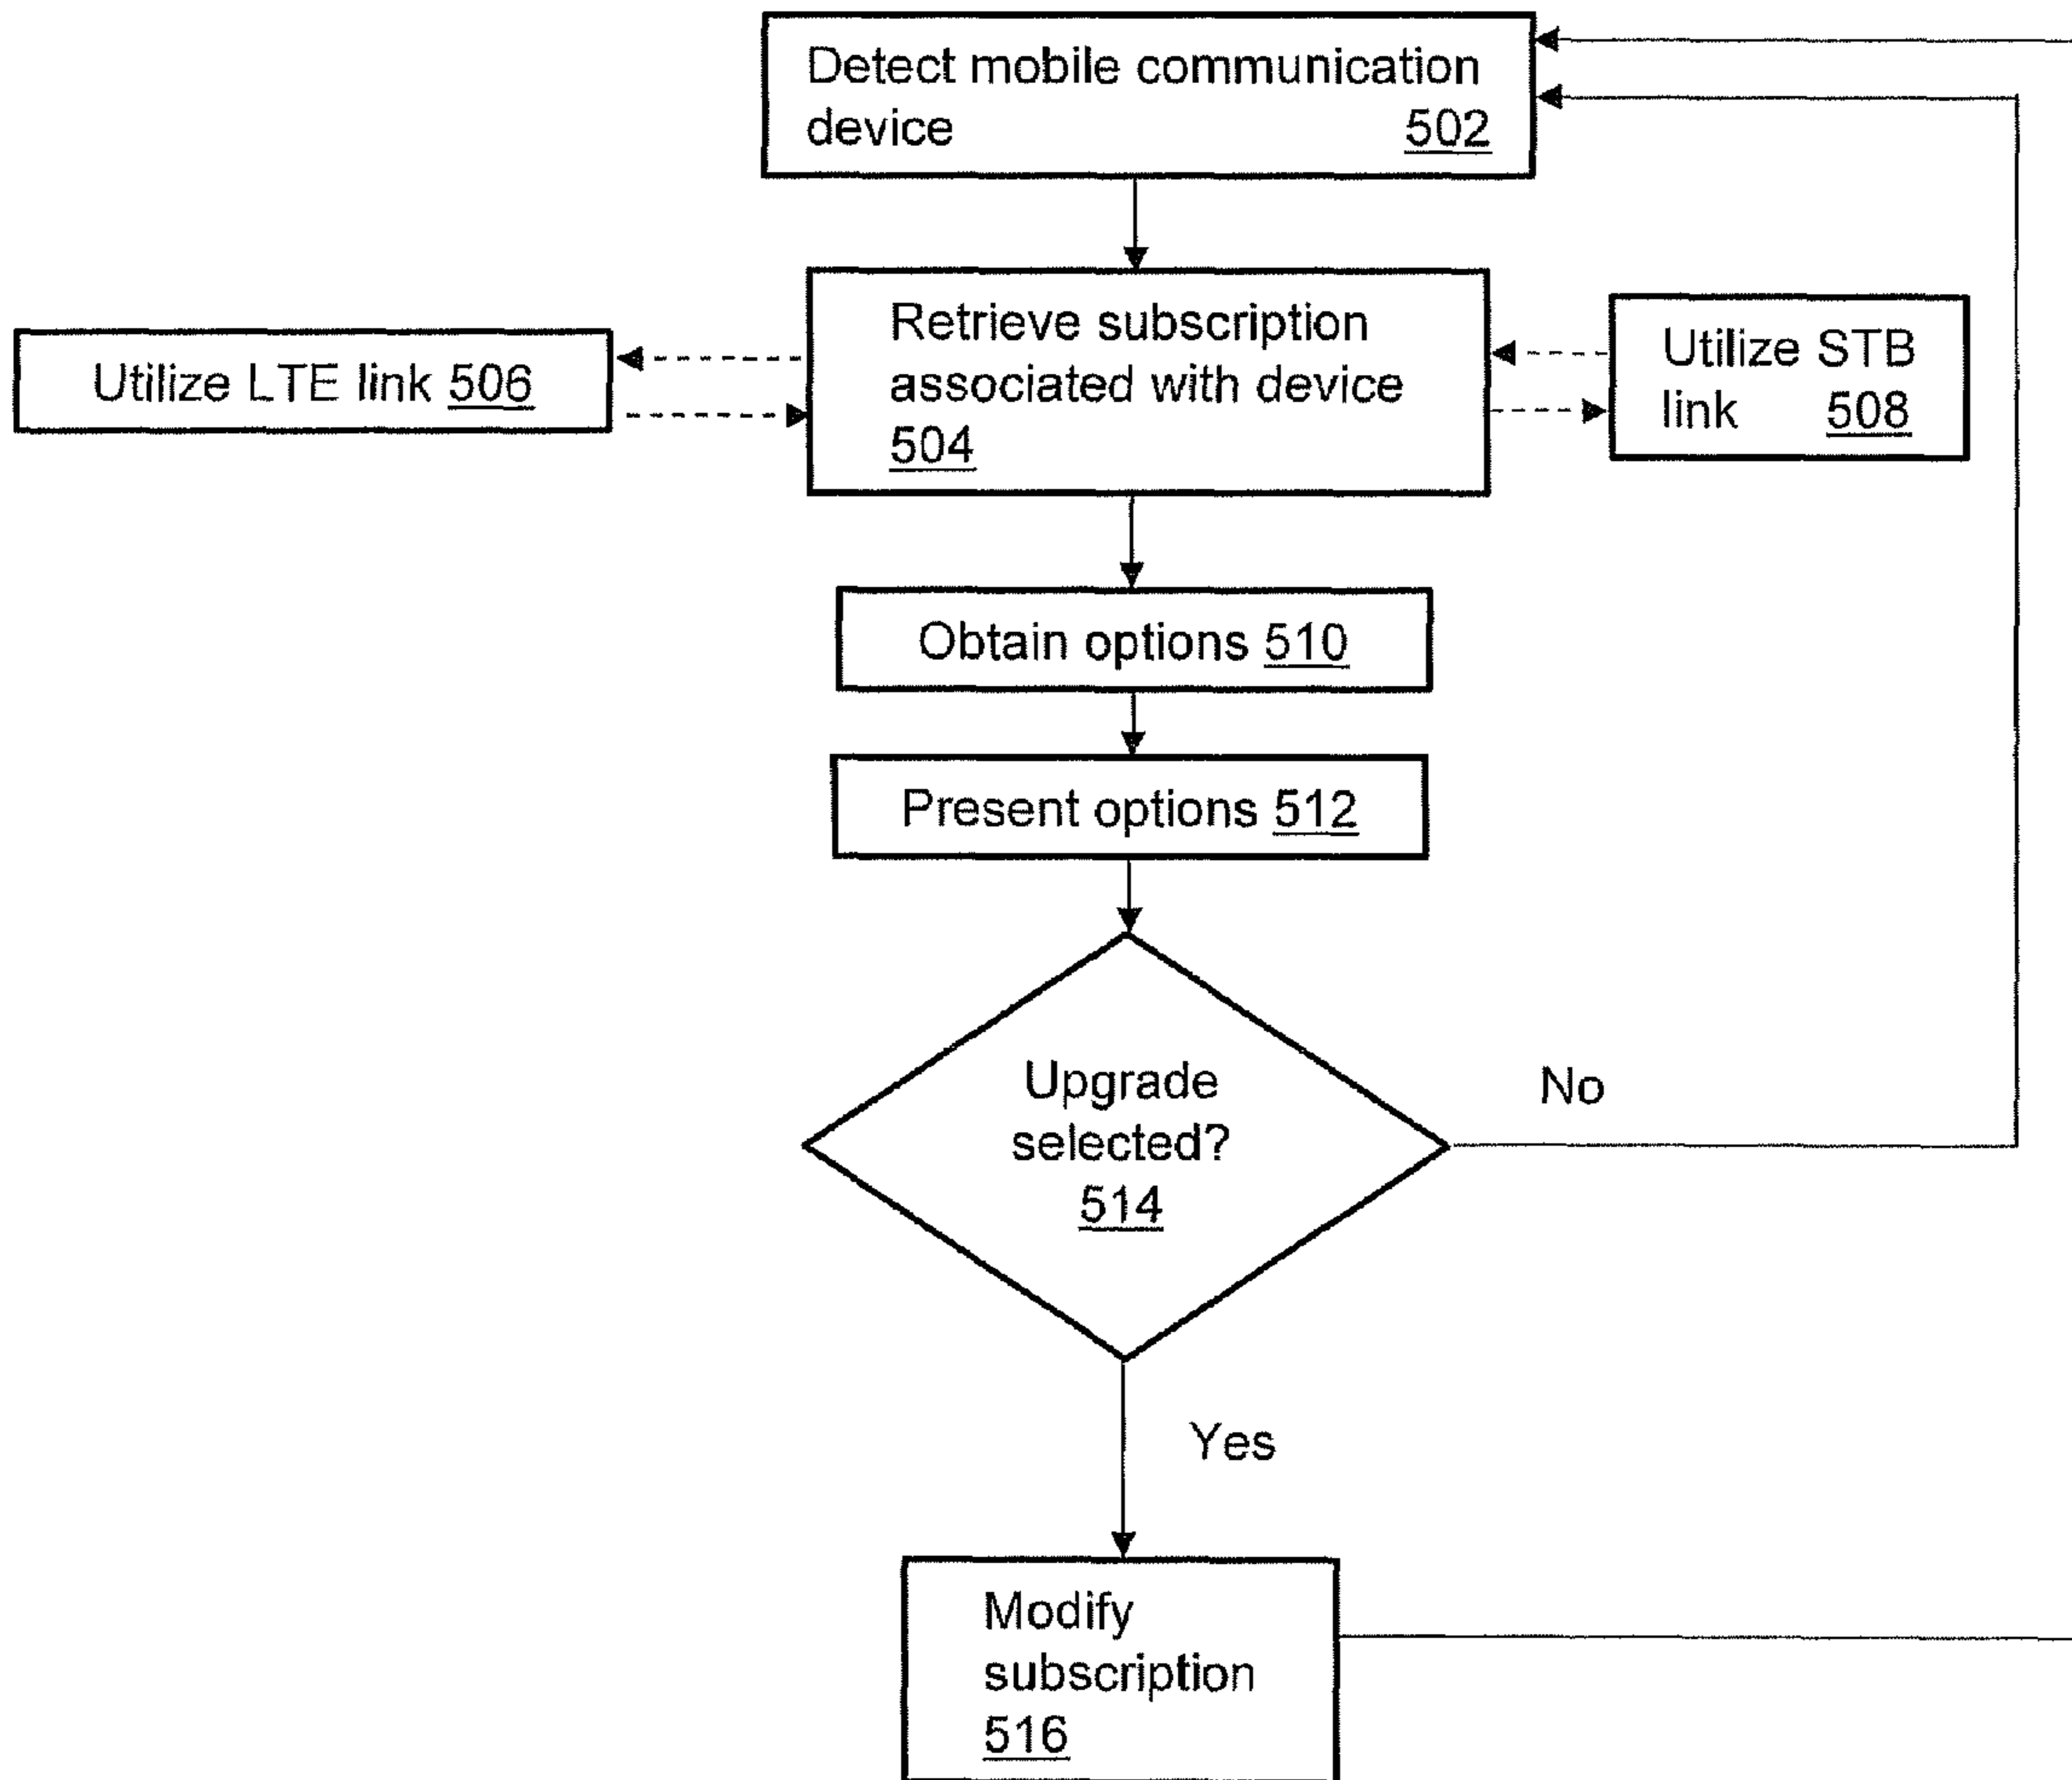 Detect mobile communication
device 502
Retrieve subscription
associated with device
504
Utilize LTE link 506
Utilize STB
link 508
Obtain options 510
Present options 512
Upgrade
selected?
514
No
Yes
Modify
subscription
516